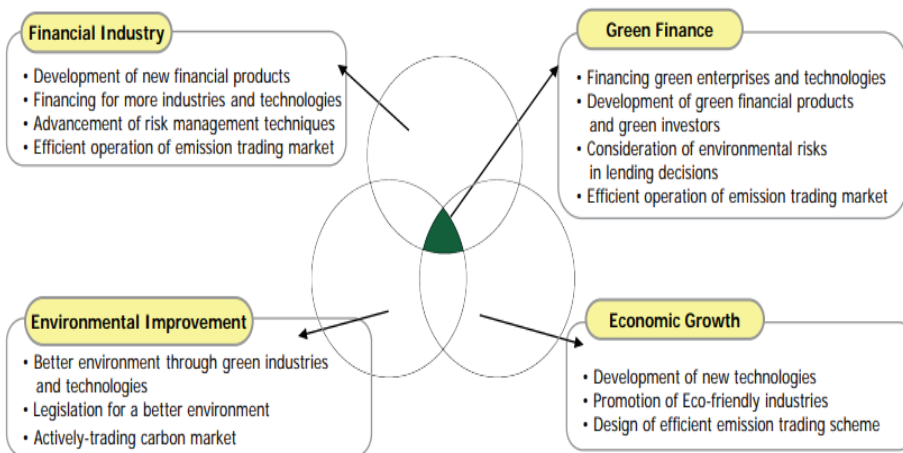 Financial Industry
• Development of new financial products
• Financing for more industries and technologies
• Advancement of risk management techniques
• Efficient operation of emission trading market
Green Finance
• Financing green enterprises and technologies
• Development of green financial products
and green investors
• Consideration of environmental risks
in lending decisions
• Efficient operation of emission trading market
Environmental Improvement
• Better environment through green industries
and technologies
• Legislation for a better environment
• Actively-trading carbon market
Economic Growth
• Development of new technologies
• Promotion of Eco-friendly industries
• Design of efficient emission trading scheme